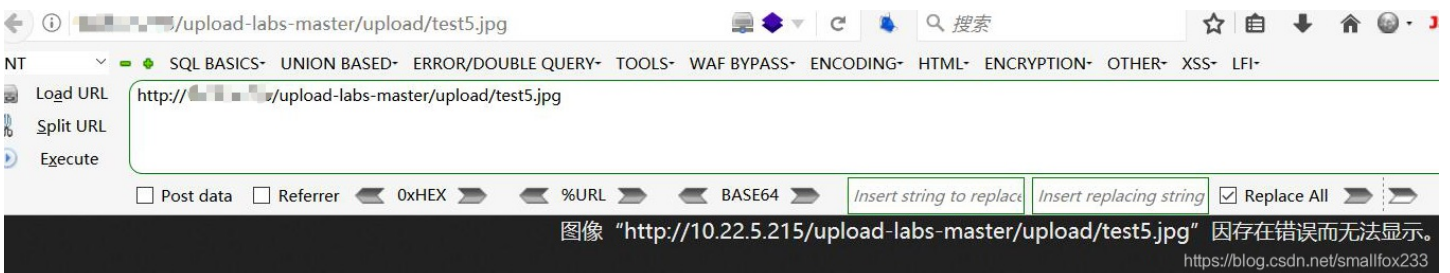 /upload-labs-master/upload/test5.jpg 搜索
NT SQL BASICS- UNION BASED- ERROR/DOUBLE QUERY- TOOLS- WAF BYPASS- ENCODING- HTML- ENCRYPTION- OTHER- XSS- LFI-
Load URL http:// /upload-labs-master/upload/test5.jpg
Split URL
Execute
Post data Referrer 0xHEX %URL BASE64 Insert string to replace Insert replacing string Replace All
图像“http://10.22.5.215/upload-labs-master/upload/test5.jpg”因存在错误而无法显示。
https://blog.csdn.net/smallfox233